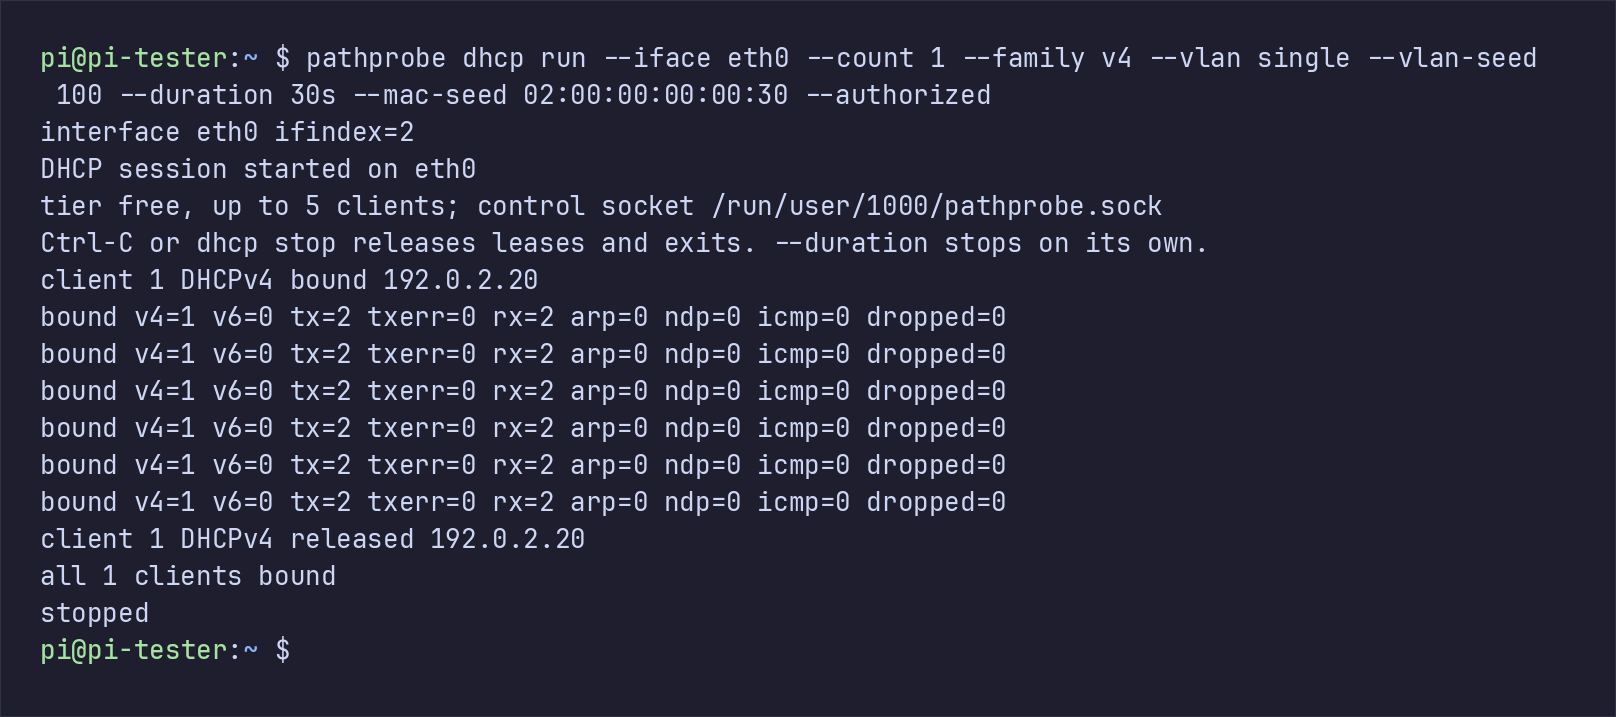 pi@pi-tester:~ $ pathprobe dhcp run --iface eth0 --count 1 --family v4 --vlan single --vlan-seed
 100 --duration 30s --mac-seed 02:00:00:00:00:30 --authorized
interface eth0 ifindex=2
DHCP session started on eth0
tier free, up to 5 clients; control socket /run/user/1000/pathprobe.sock
Ctrl-C or dhcp stop releases leases and exits. --duration stops on its own.
client 1 DHCPv4 bound 192.0.2.20
bound v4=1 v6=0 tx=2 txerr=0 rx=2 arp=0 ndp=0 icmp=0 dropped=0
bound v4=1 v6=0 tx=2 txerr=0 rx=2 arp=0 ndp=0 icmp=0 dropped=0
bound v4=1 v6=0 tx=2 txerr=0 rx=2 arp=0 ndp=0 icmp=0 dropped=0
bound v4=1 v6=0 tx=2 txerr=0 rx=2 arp=0 ndp=0 icmp=0 dropped=0
bound v4=1 v6=0 tx=2 txerr=0 rx=2 arp=0 ndp=0 icmp=0 dropped=0
bound v4=1 v6=0 tx=2 txerr=0 rx=2 arp=0 ndp=0 icmp=0 dropped=0
client 1 DHCPv4 released 192.0.2.20
all 1 clients bound
stopped
pi@pi-tester:~ $